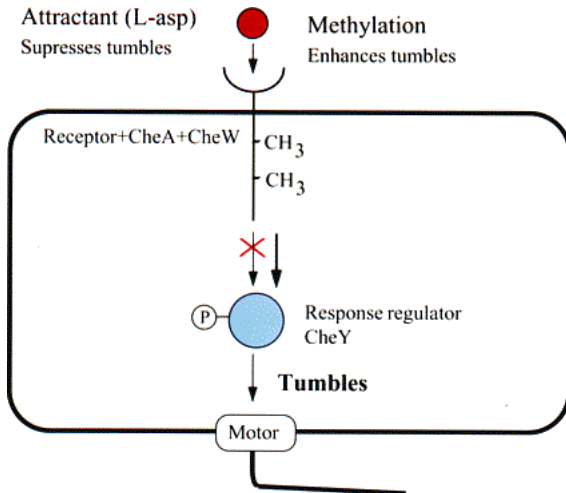 Attractant (L-asp)
Supresses tumbles
Methylation
Enhances tumbles
Receptor+CheA+CheW
CH3
CH3
P
Response regulator
CheY
Tumbles
Motor